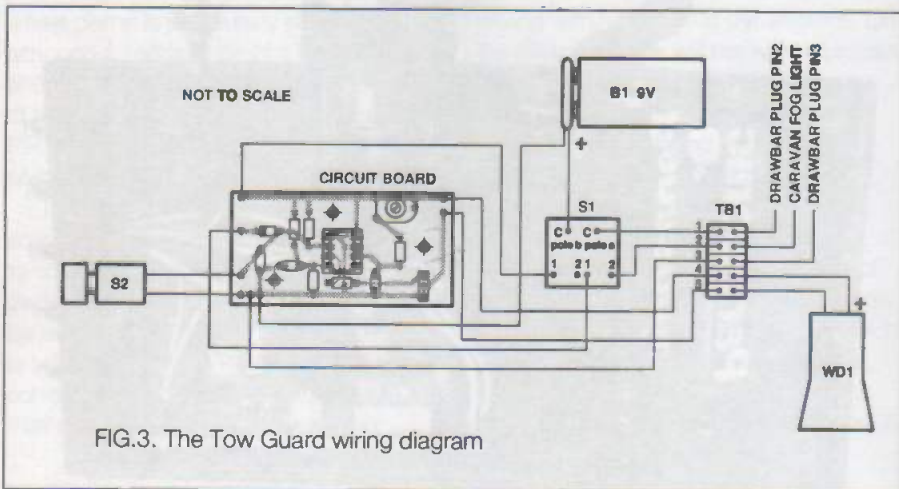 NOT TO SCALE
B1 9V
+
DRAWBAR PLUG PIN2
CARAVAN FOG LIGHT
DRAWBAR PLUG PIN3
CIRCUIT BOARD
S1
TB1
C C
pole b pole a
1 2 1 2
1
2
3
4
5
S2
+
WD1
FIG.3. The Tow Guard wiring diagram